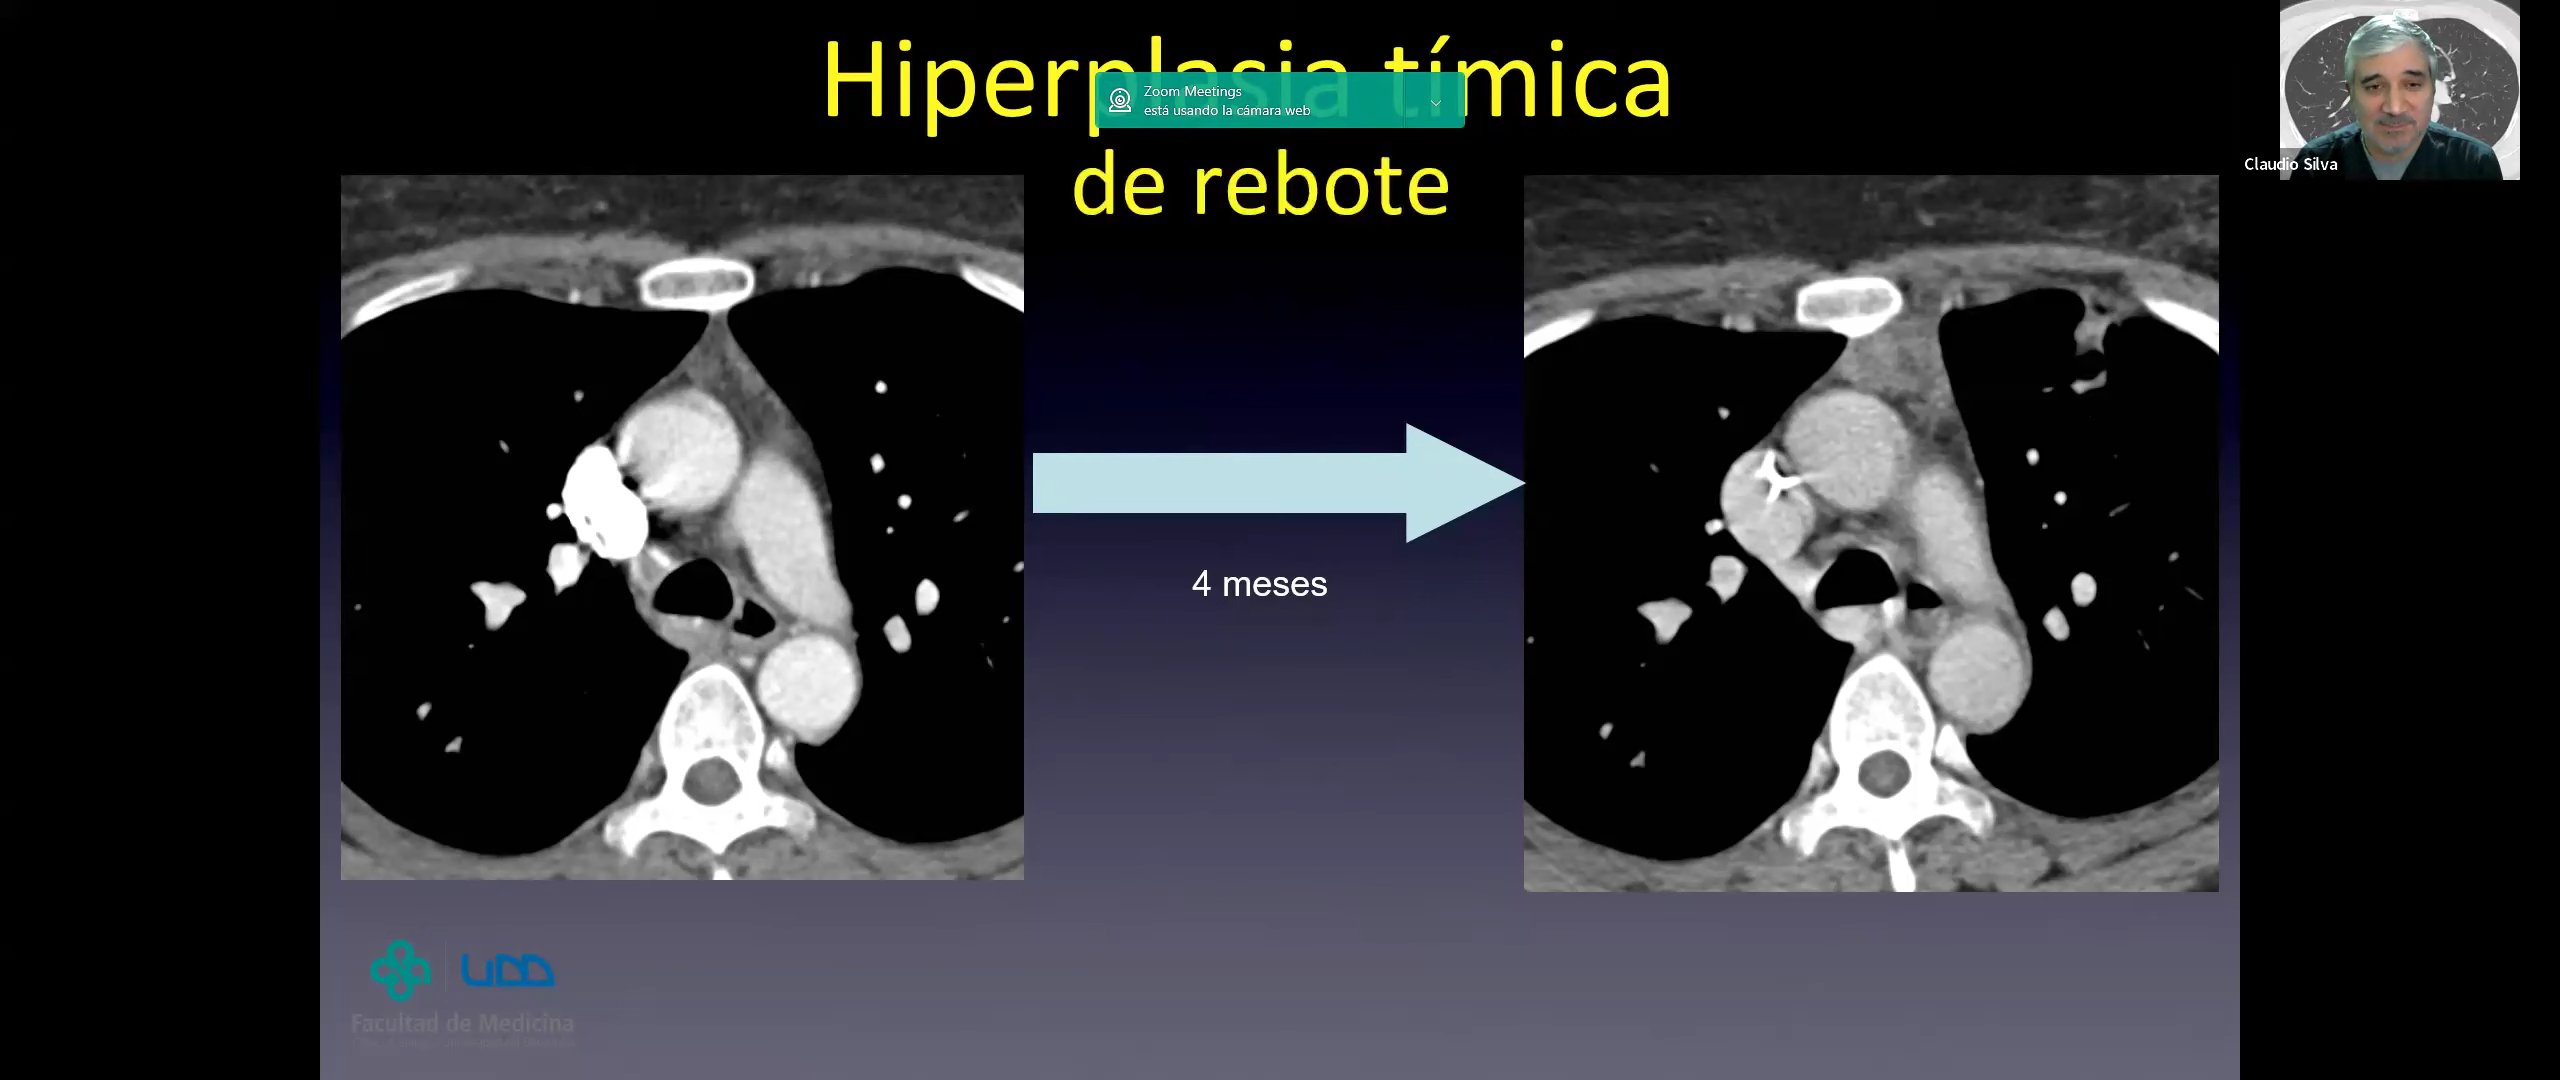 Hiperplasia tímica
Zoom Meetings
está usando la cámara web
de rebote
Claudio Silva
4 meses
UDD
Facultad de Medicina